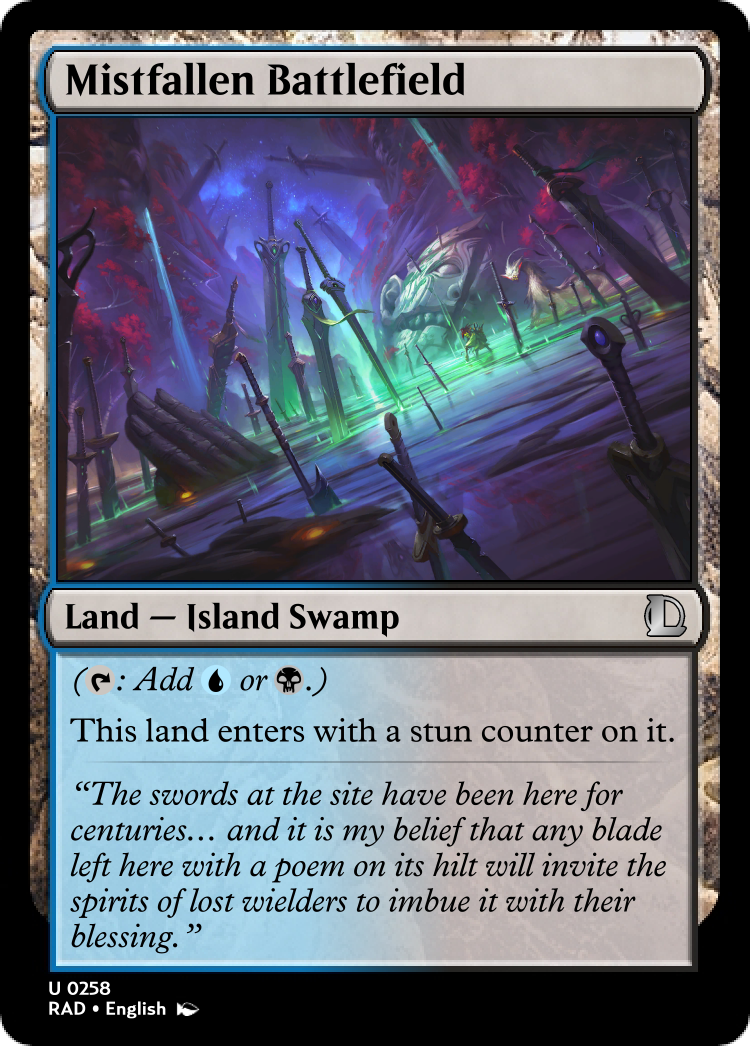 Mistfallen Battlefield
Land — Island Swamp
(: Add or .)
This land enters with a stun counter on it.
“The swords at the site have been here for
centuries… and it is my belief that any blade
left here with a poem on its hilt will invite the
spirits of lost wielders to imbue it with their
blessing.”
U 0258
RAD • English